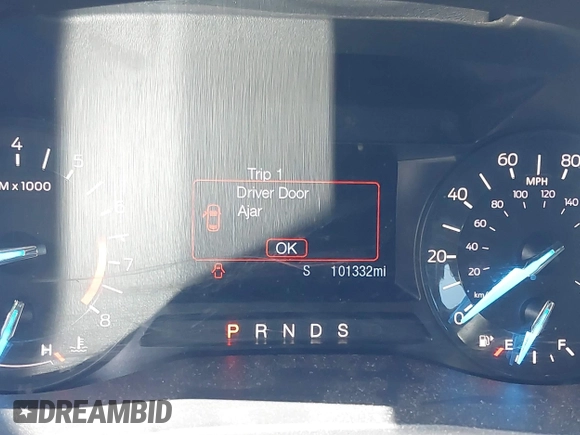 4
5
6
7
8
M x 1000
H
Trip 1
Driver Door
Ajar
OK
S 101332mi
P R N D S
0
20
40
60
80
MPH
20
40
60
80
100
120
140
km/
E
F
DREAMBID